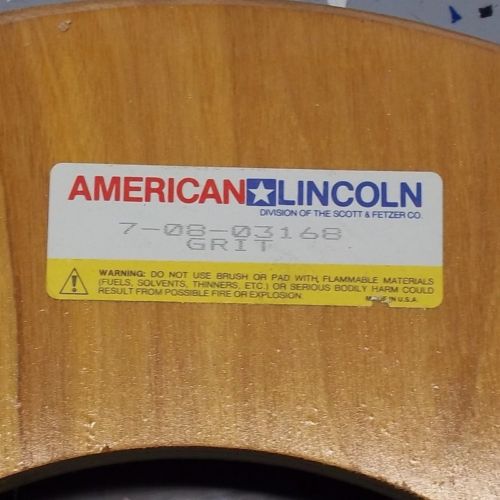 AMERICAN LINCOLN
DIVISION OF THE SCOTT & FETZER CO.
7-08-03168
GRIT
WARNING: DO NOT USE BRUSH OR PAD WITH FLAMMABLE MATERIALS
(FUELS, SOLVENTS, THINNERS, ETC.) OR SERIOUS BODILY HARM COULD
RESULT FROM POSSIBLE FIRE OR EXPLOSION.
MADE IN U.S.A.